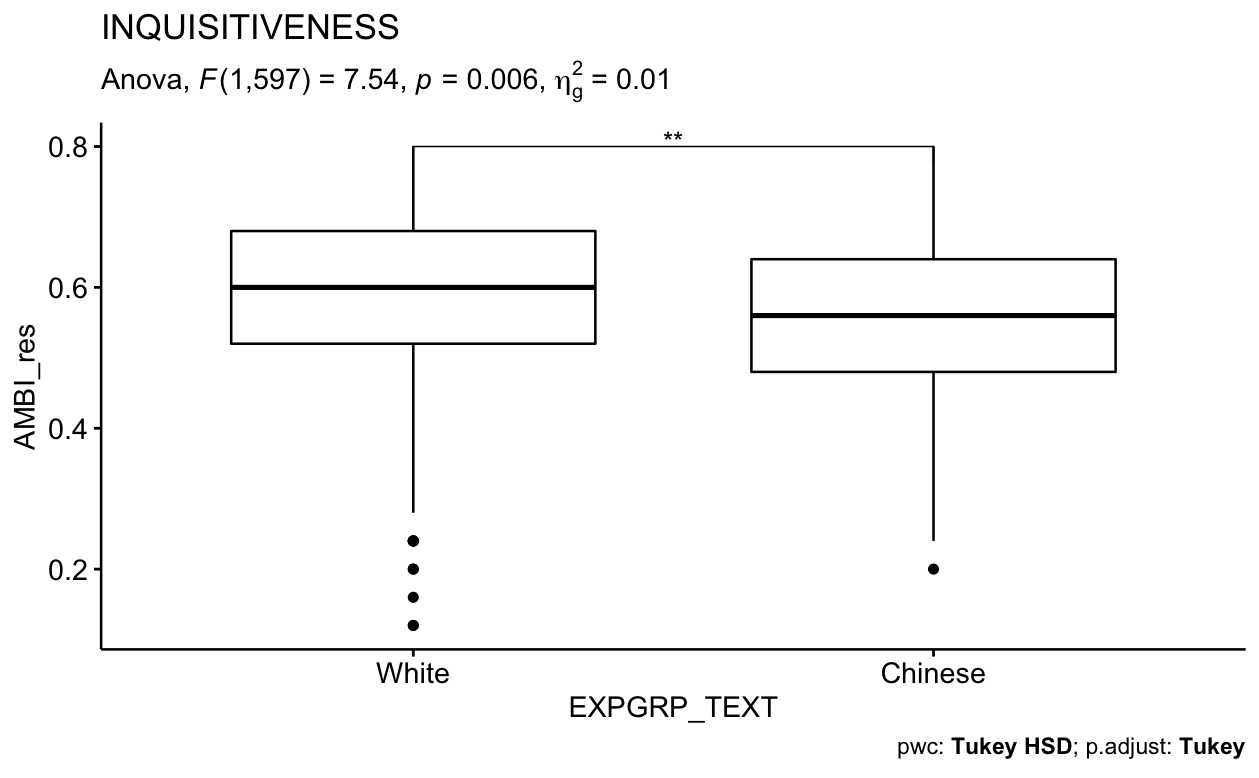 INQUISITIVENESS
Anova, F(1,597) = 7.54, p = 0.006, η²g = 0.01
**
0.8
0.6
0.4
0.2
AMBI_res
White Chinese
EXPGRP_TEXT
pwc: Tukey HSD; p.adjust: Tukey